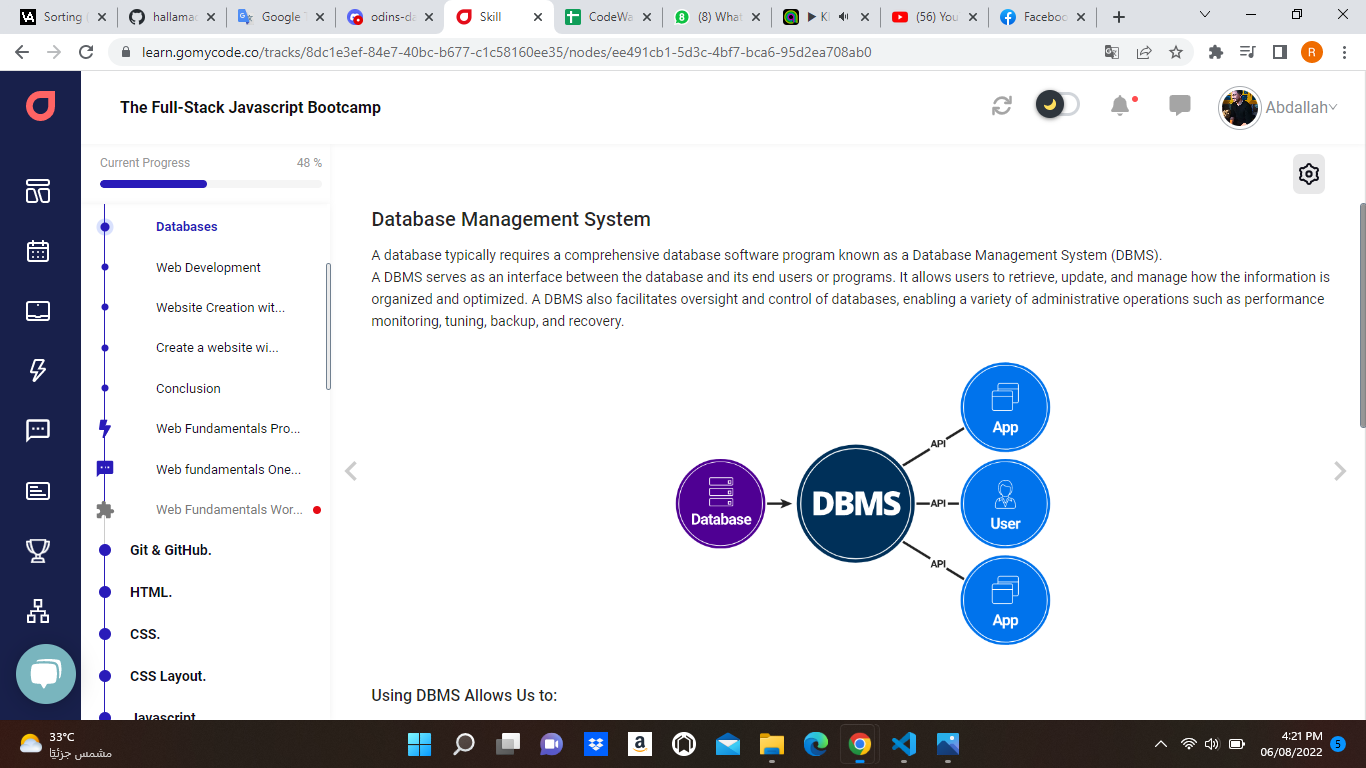 Sorting
hallamac
Google T
odins-da
Skill
CodeWa
(8) What
Kl
(56) You
Faceboo
learn.gomycode.co/tracks/8dc1e3ef-84e7-40bc-b677-c1c58160ee35/nodes/ee491cb1-5d3c-4bf7-bca6-95d2ea708ab0
R
The Full-Stack Javascript Bootcamp
Abdallah
Current Progress
48 %
Databases
Web Development
Website Creation wit...
Create a website wi...
Conclusion
Web Fundamentals Pro...
Web fundamentals One...
Web Fundamentals Wor...
Git & GitHub.
HTML.
CSS.
CSS Layout.
Javascript
Database Management System
A database typically requires a comprehensive database software program known as a Database Management System (DBMS).
A DBMS serves as an interface between the database and its end users or programs. It allows users to retrieve, update, and manage how the information is
organized and optimized. A DBMS also facilitates oversight and control of databases, enabling a variety of administrative operations such as performance
monitoring, tuning, backup, and recovery.
App
API
Database
DBMS
API
User
API
App
Using DBMS Allows Us to:
33°C
مشمس جزئيًا
4:21 PM
06/08/2022
5